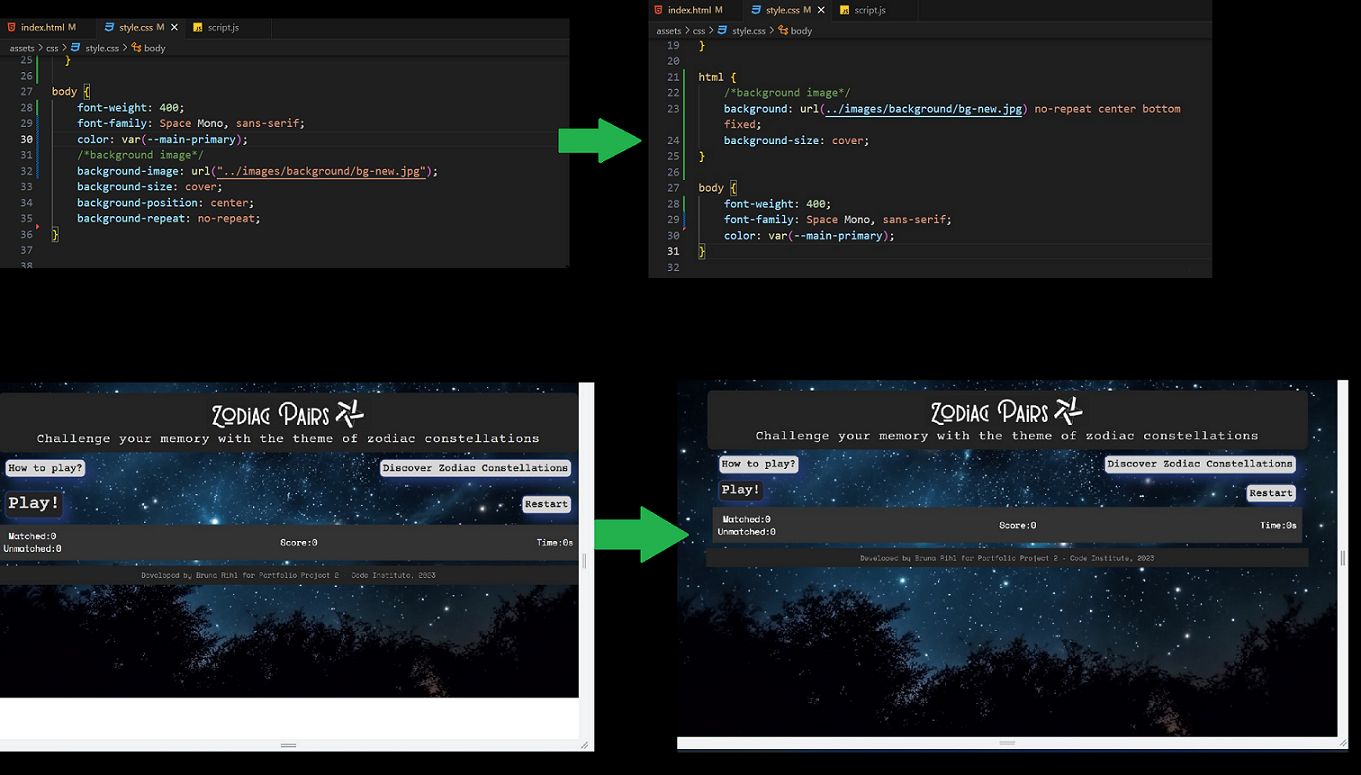 index.html M
style.css M
script.js
assets > css > style.css > body
25 }
26
27 body {
28 font-weight: 400;
29 font-family: Space Mono, sans-serif;
30 color: var(--main-primary);
31 /*background image*/
32 background-image: url("../images/background/bg-new.jpg");
33 background-size: cover;
34 background-position: center;
35 background-repeat: no-repeat;
36 }
37
38
index.html M
style.css M
script.js
assets > css > style.css > body
19 }
20
21 html {
22 /*background image*/
23 background: url(../images/background/bg-new.jpg) no-repeat center bottom
fixed;
24 background-size: cover;
25 }
26
27 body {
28 font-weight: 400;
29 font-family: Space Mono, sans-serif;
30 color: var(--main-primary);
31 }
32
Zodiac Pairs
Challenge your memory with the theme of zodiac constellations
How to play?
Discover Zodiac Constellations
Play!
Restart
Matched:0
Unmatched:0
Score:0
Time:0s
Developed by Bruna Rihl for Portfolio Project 2 - Code Institute, 2023
Zodiac Pairs
Challenge your memory with the theme of zodiac constellations
How to play?
Discover Zodiac Constellations
Play!
Restart
Matched:0
Unmatched:0
Score:0
Time:0s
Developed by Bruna Rihl for Portfolio Project 2 - Code Institute, 2023